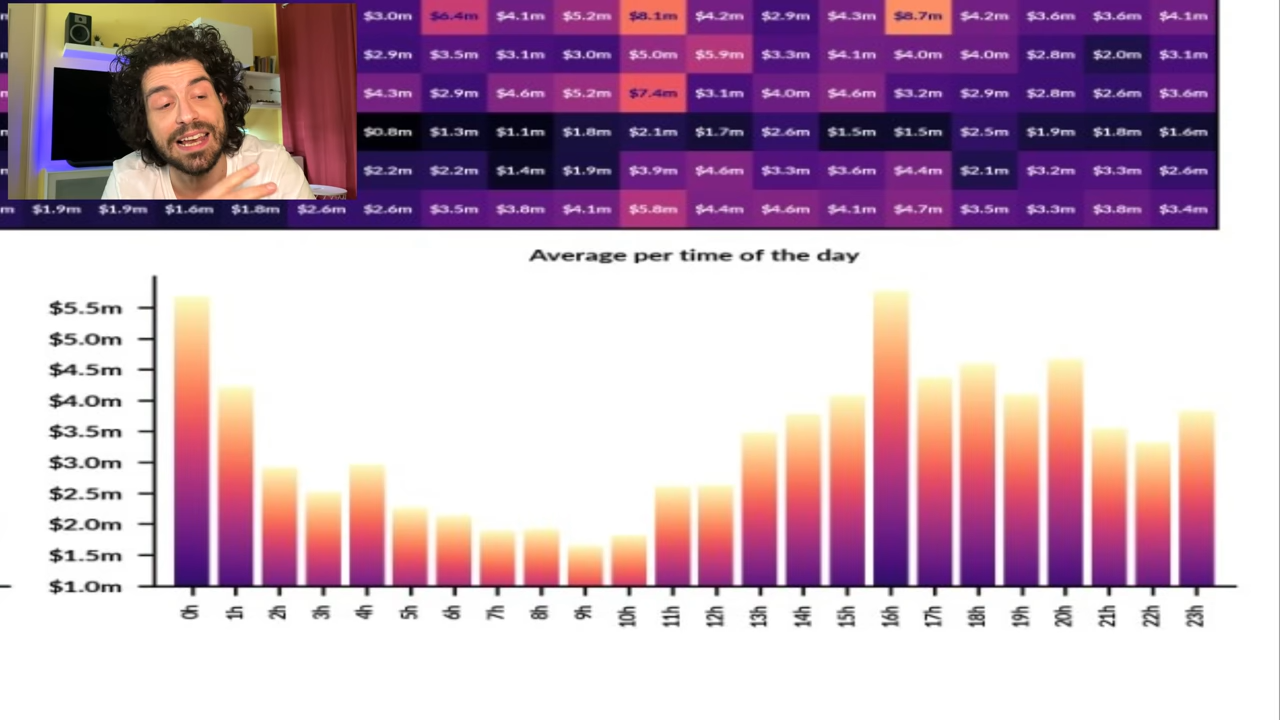 $3.0m $6.4m $4.1m $5.2m $8.1m $4.2m $2.9m $4.3m $8.7m $4.2m $3.6m $3.6m $4.1m
$2.9m $3.5m $3.1m $3.0m $5.0m $5.9m $3.3m $4.1m $4.0m $4.0m $2.8m $2.0m $3.1m
$4.3m $2.9m $4.6m $5.2m $7.4m $3.1m $4.0m $4.6m $3.2m $2.9m $2.8m $2.6m $3.6m
$0.8m $1.3m $1.1m $1.8m $2.1m $1.7m $2.6m $1.5m $1.5m $2.5m $1.9m $1.8m $1.6m
$2.2m $2.2m $1.4m $1.9m $3.9m $4.6m $3.3m $3.6m $4.4m $2.1m $3.2m $3.3m $2.6m
m $1.9m $1.9m $1.6m $1.8m $2.6m $2.6m $3.5m $3.8m $4.1m $5.8m $4.4m $4.6m $4.1m $4.7m $3.5m $3.3m $3.8m $3.4m
Average per time of the day
$5.5m
$5.0m
$4.5m
$4.0m
$3.5m
$3.0m
$2.5m
$2.0m
$1.5m
$1.0m
0h 1h 2h 3h 4h 5h 6h 7h 8h 9h 10h 11h 12h 13h 14h 15h 16h 17h 18h 19h 20h 21h 22h 23h